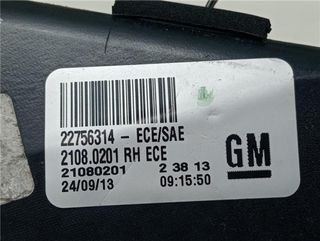 22756314 - ECE/SAE
2108.0201 RH ECE
21080201 2 38 13
24/09/13 09:15:50
GM